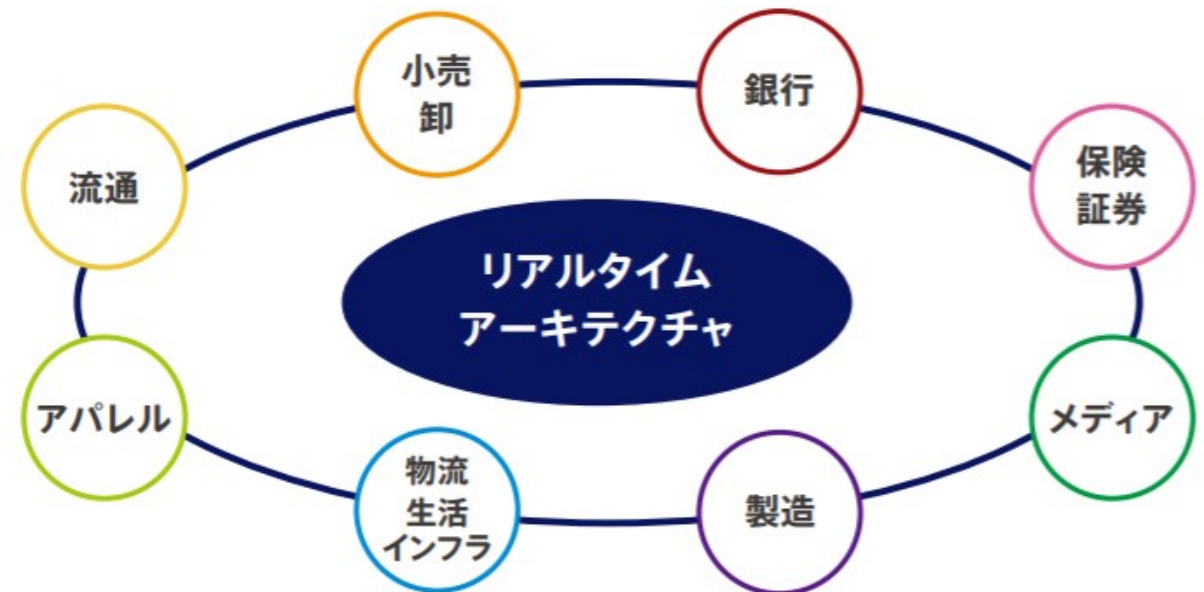 小売
卸
銀行
流通
保険
証券
リアルタイム
アーキテクチャ
アパレル
メディア
物流
生活
インフラ
製造